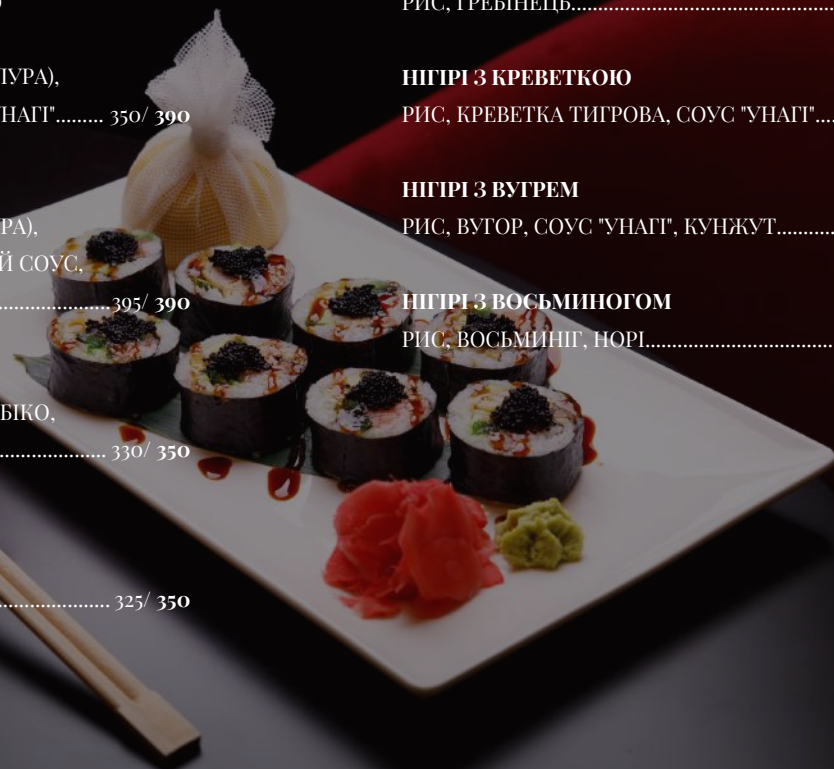 ПУРА),
НАГІ"......... 350/ 390
РА),
Й СОУС,
.....................395/ 390
БІКО,
...................... 330/ 350
...................... 325/ 350
РИС, ГРЕБІНЕЦЬ...............................................
НІГІРІ З КРЕВЕТКОЮ
РИС, КРЕВЕТКА ТИГРОВА, СОУС "УНАГІ"....
НІГІРІ З ВУГРЕМ
РИС, ВУГОР, СОУС "УНАГІ", КУНЖУТ...........
НІГІРІ З ВОСЬМИНОГОМ
РИС, ВОСЬМИНІГ, НОРІ.................................